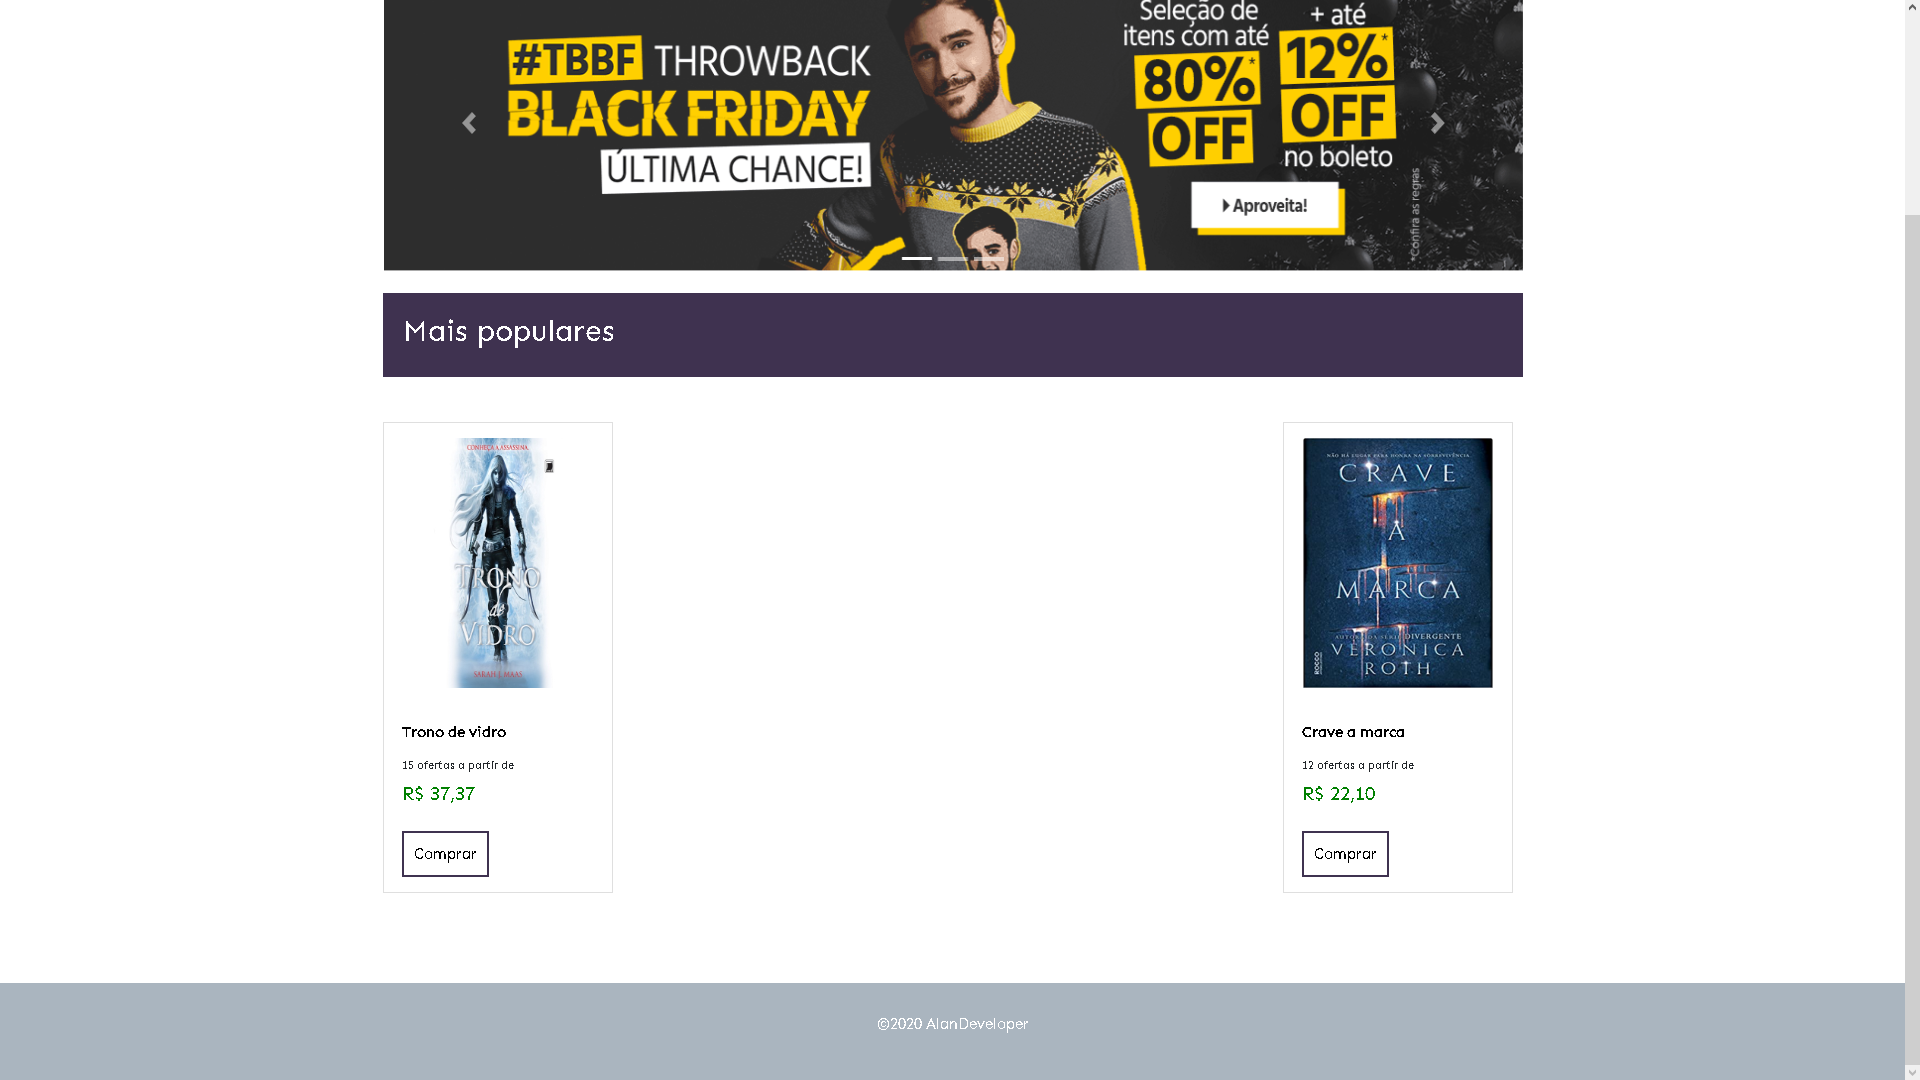 #TBBF THROWBACK
BLACK FRIDAY
ÚLTIMA CHANCE!
Seleção de
itens com até
80%*
OFF
+ até
12%*
OFF
no boleto
Aproveita!
*Confira as regras
Mais populares
CONHEÇA A ASSASSINA
TRONO
de
VIDRO
SARAH J. MAAS
Trono de vidro
15 ofertas a partir de
R$ 37,37
Comprar
NÃO HÁ LUGAR PARA HONRA NA SOBREVIVÊNCIA
CRAVE
A
MARCA
AUTORA DA SÉRIE DIVERGENTE
VERONICA
ROTH
ROCCO
Crave a marca
12 ofertas a partir de
R$ 22,10
Comprar
©2020 AlanDeveloper